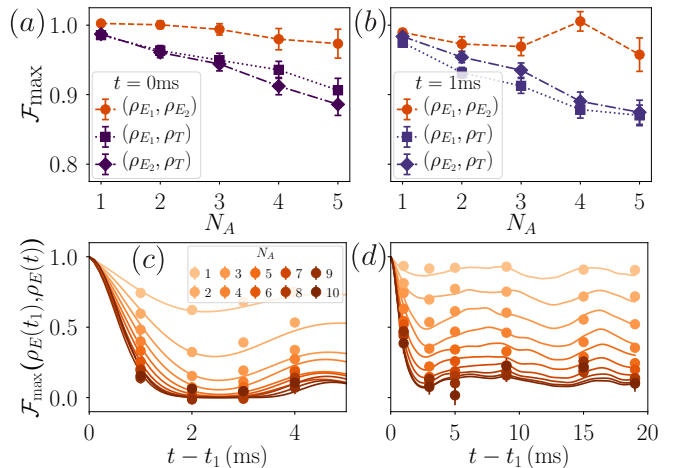 (a)
(b)
1.0
0.9
0.8
ℱmax
t = 0ms
(ρE1, ρE2)
(ρE1, ρT)
(ρE2, ρT)
t = 1ms
(ρE1, ρE2)
(ρE1, ρT)
(ρE2, ρT)
1 2 3 4 5
1 2 3 4 5
NA
NA
(c)
(d)
ℱmax(ρE(t1), ρE(t))
1.0
0.5
0.0
NA
1 3 5 7 9
2 4 6 8 10
0 2 4
0 5 10 15 20
t − t1 (ms)
t − t1 (ms)